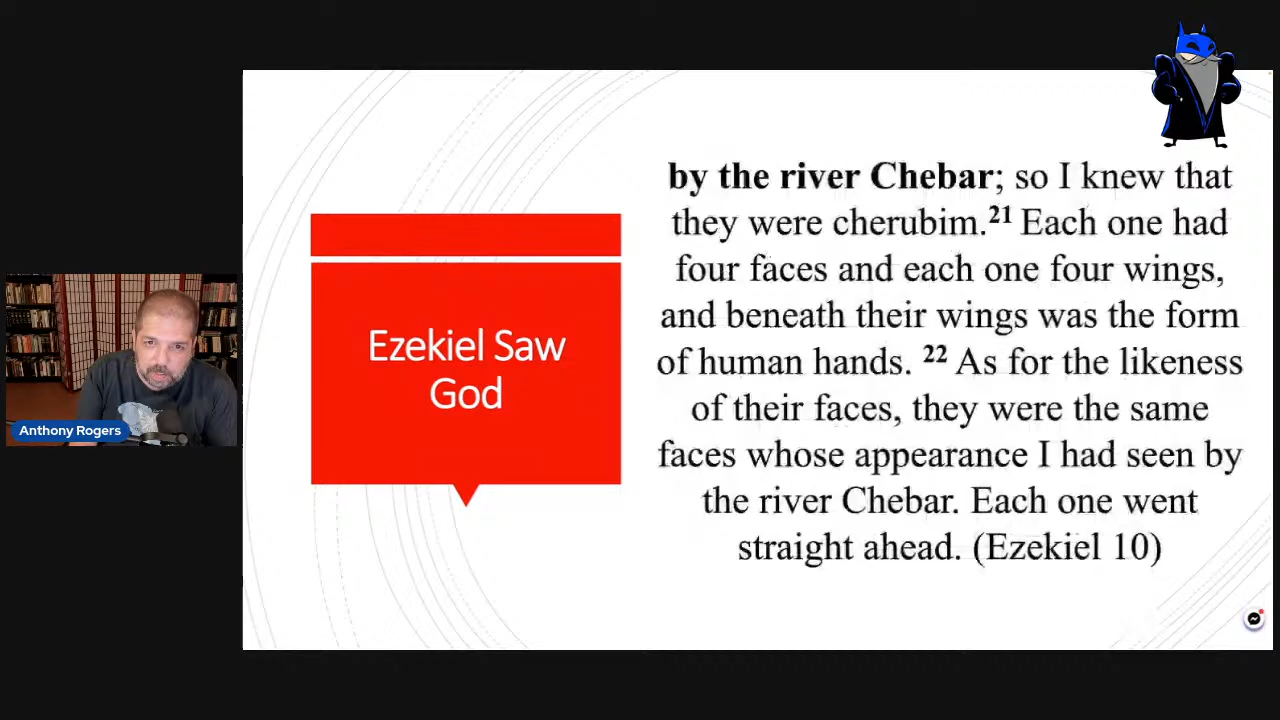 by the river Chebar; so I knew that
they were cherubim.21 Each one had
four faces and each one four wings,
and beneath their wings was the form
of human hands. 22 As for the likeness
of their faces, they were the same
faces whose appearance I had seen by
the river Chebar. Each one went
straight ahead. (Ezekiel 10)
Ezekiel Saw
God
Anthony Rogers